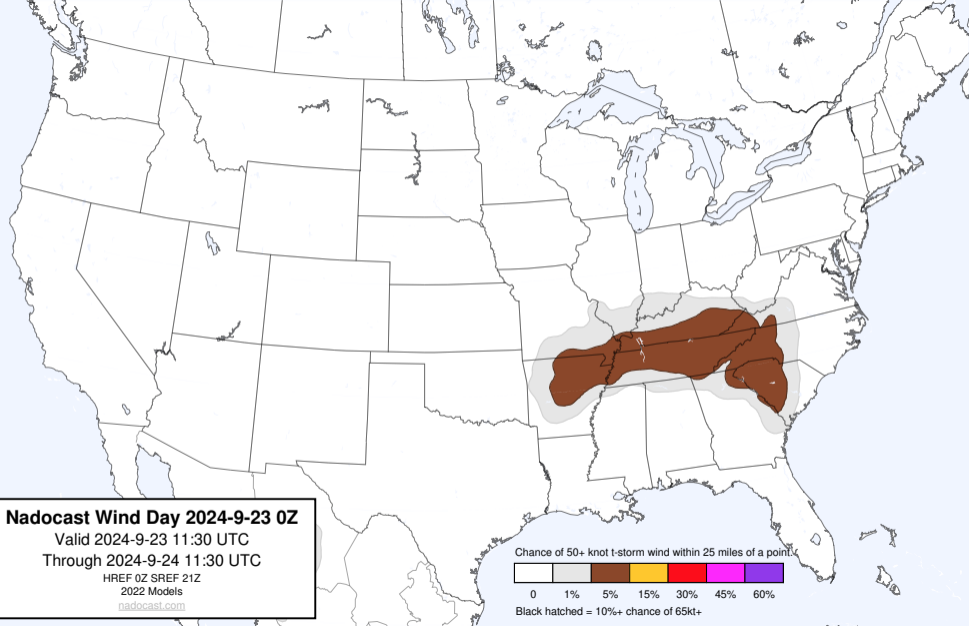 Nadocast Wind Day 2024-9-23 0Z
Valid 2024-9-23 11:30 UTC
Through 2024-9-24 11:30 UTC
HREF 0Z SREF 21Z
2022 Models
nadocast.com
Chance of 50+ knot t-storm wind within 25 miles of a point.
0 1% 5% 15% 30% 45% 60%
Black hatched = 10%+ chance of 65kt+